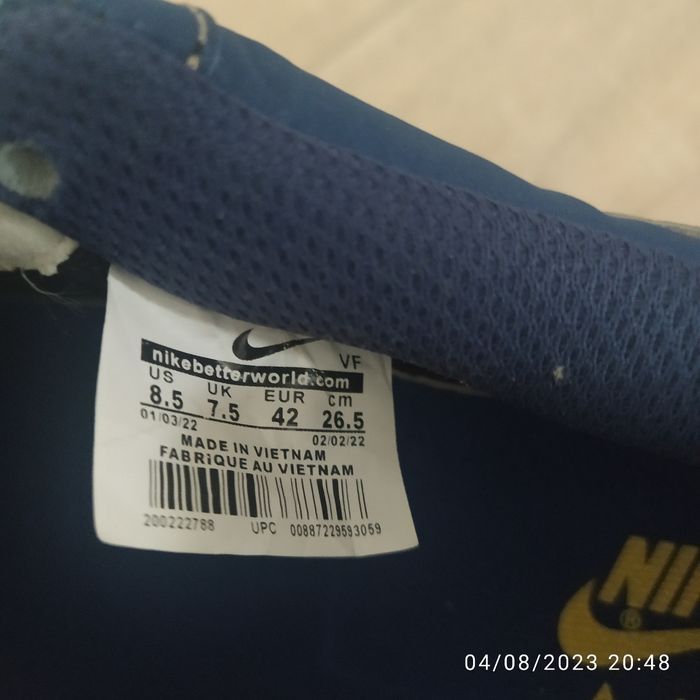 VF
nikebetterworld.com
US UK EUR cm
8.5 7.5 42 26.5
01/03/22 02/02/22
MADE IN VIETNAM
FABRIQUE AU VIETNAM
200222788 UPC 00887229593059
NIK
®
04/08/2023 20:48